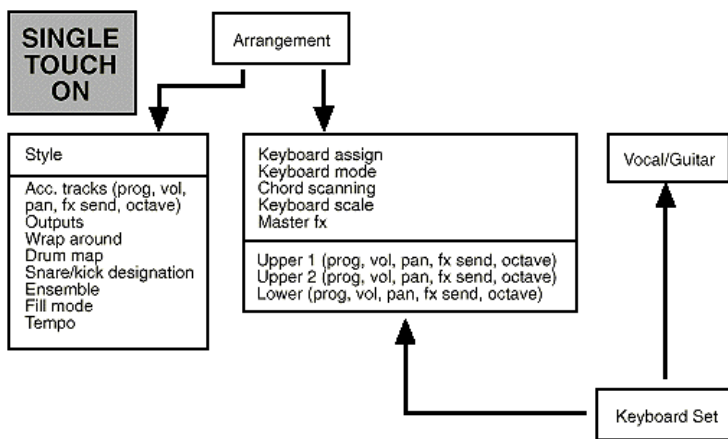 SINGLE
TOUCH
ON
Arrangement
Style
Acc. tracks (prog, vol,
pan, fx send, octave)
Outputs
Wrap around
Drum map
Snare/kick designation
Ensemble
Fill mode
Tempo
Keyboard assign
Keyboard mode
Chord scanning
Keyboard scale
Master fx
Upper 1 (prog, vol, pan, fx send, octave)
Upper 2 (prog, vol, pan, fx send, octave)
Lower (prog, vol, pan, fx send, octave)
Vocal/Guitar
Keyboard Set